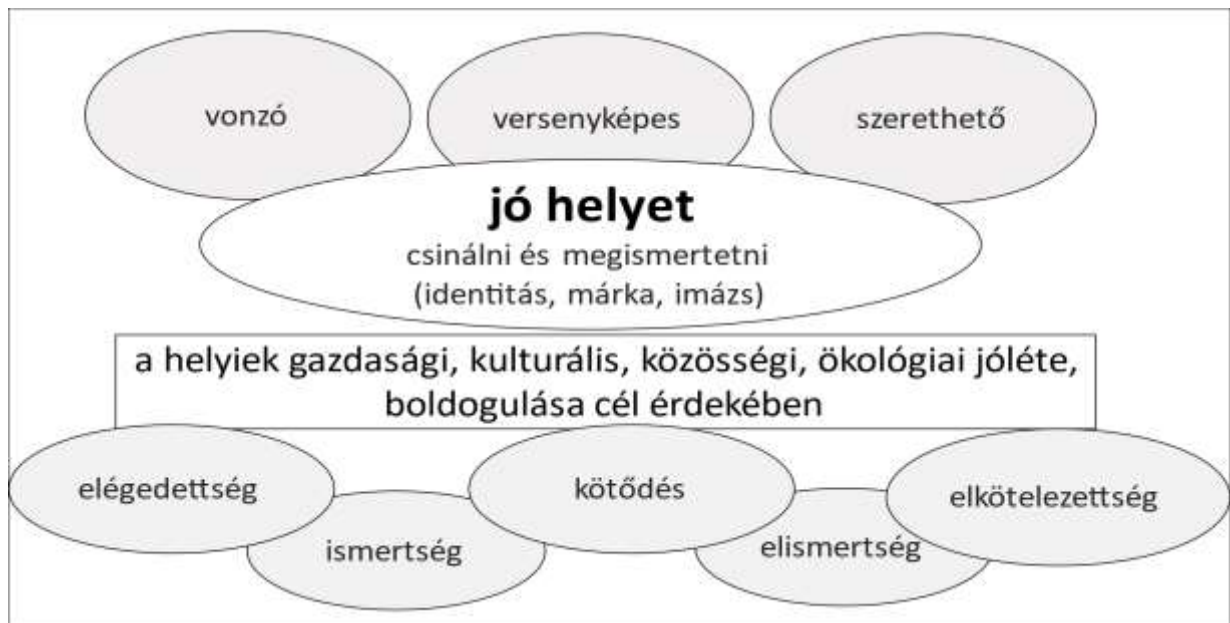 vonzó
versenyképes
szerethető
jó helyet
csinálni és megismertetni
(identitás, márka, imázs)
a helyiek gazdasági, kulturális, közösségi, ökológiai jóléte,
boldogulása cél érdekében
elégedettség
kötődés
elkötelezettség
ismertség
elismertség